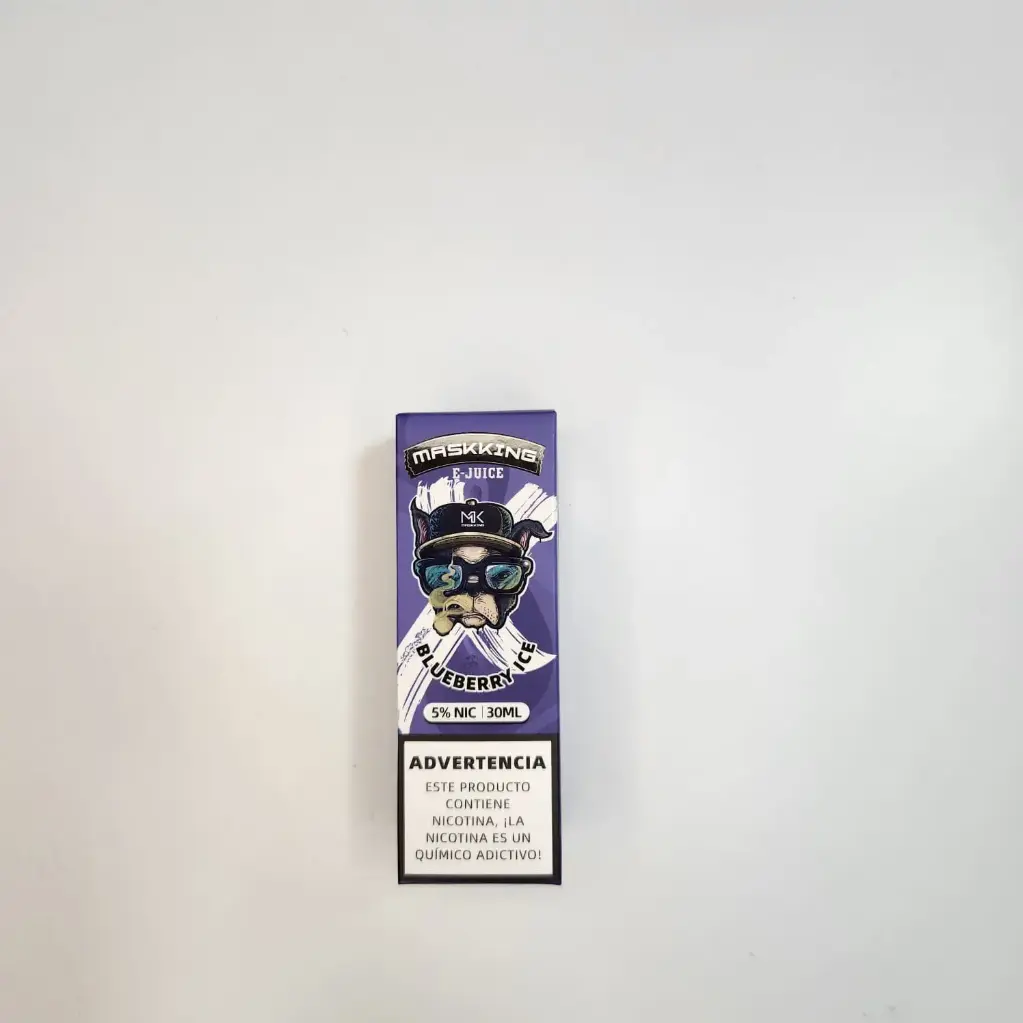 MASKKING
E-JUICE
MK
MASKKING
BLUEBERRY ICE
5% NIC | 30ML
ADVERTENCIA
ESTE PRODUCTO
CONTIENE
NICOTINA, ¡LA
NICOTINA ES UN
QUÍMICO ADICTIVO!